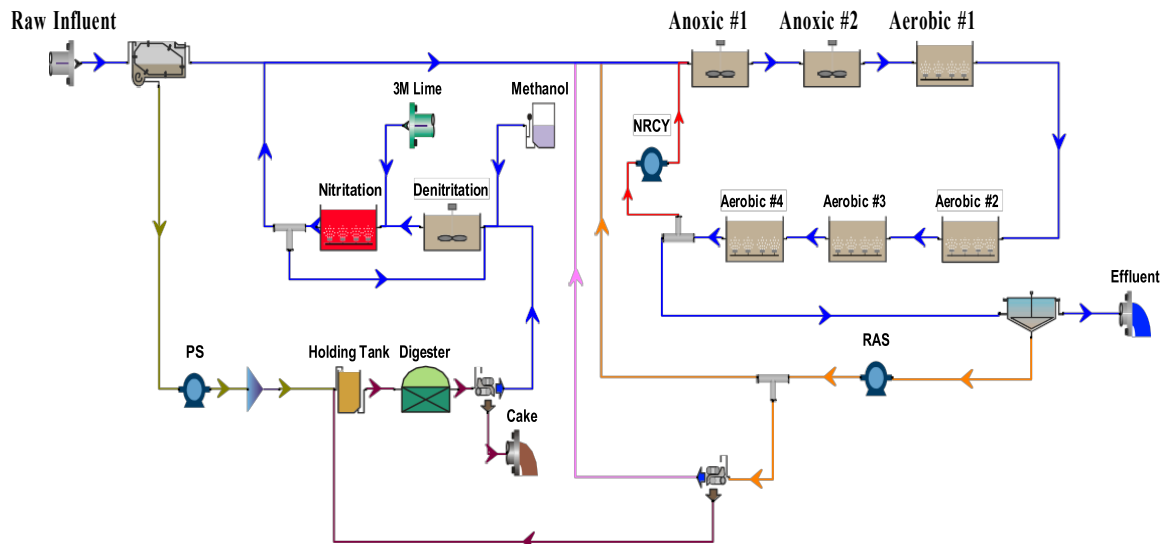 Raw Influent
Anoxic #1
Anoxic #2
Aerobic #1
3M Lime
Methanol
NRCY
Nitritation
Denitritation
Aerobic #4
Aerobic #3
Aerobic #2
Effluent
PS
Holding Tank
Digester
RAS
Cake